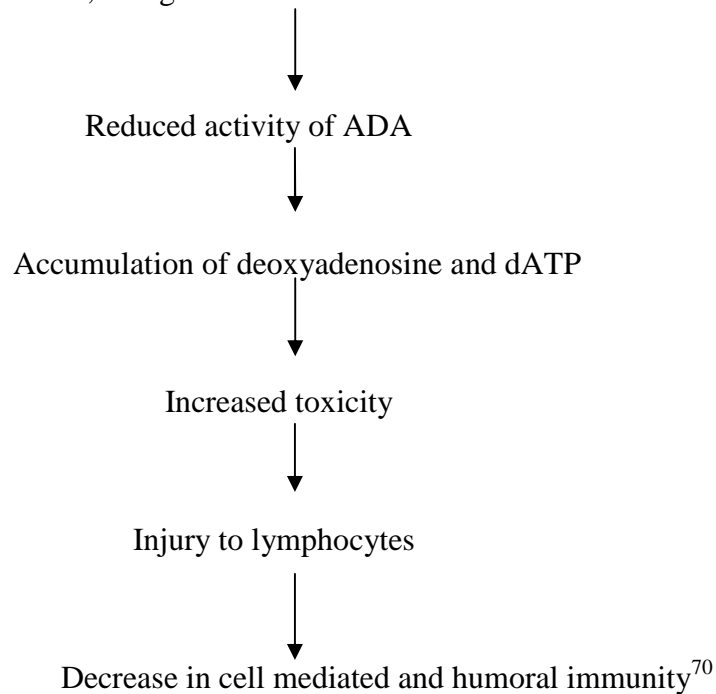 Reduced activity of ADA
Accumulation of deoxyadenosine and dATP
Increased toxicity
Injury to lymphocytes
Decrease in cell mediated and humoral immunity70